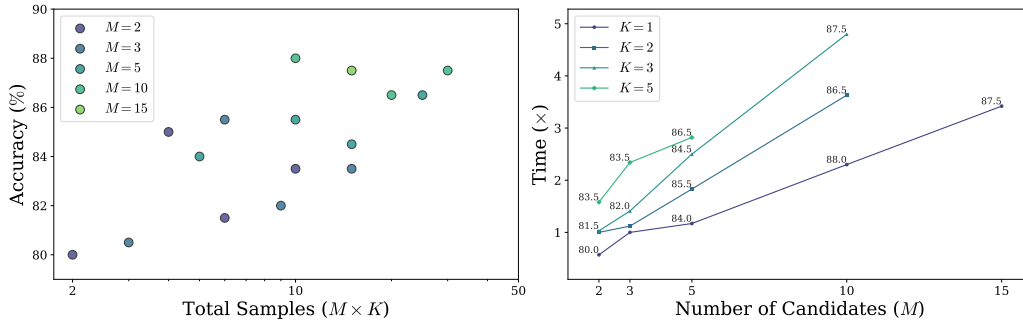 90
88
86
84
82
80
Accuracy (%)
M = 2
M = 3
M = 5
M = 10
M = 15
2
10
50
Total Samples (M × K)
5
4
3
2
1
Time (×)
K = 1
K = 2
K = 3
K = 5
87.5
86.5
87.5
86.5
84.5
83.5
88.0
85.5
83.5
82.0
84.0
81.5
80.0
2
3
5
10
15
Number of Candidates (M)